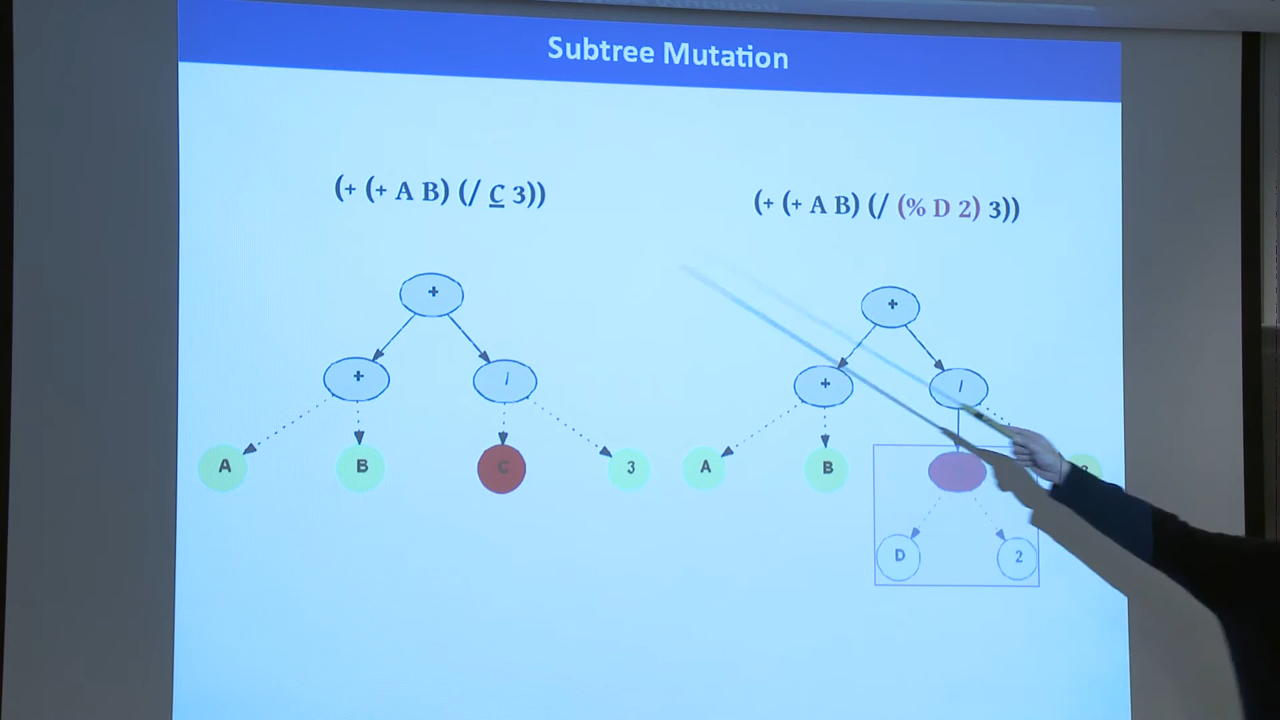 Subtree Mutation
(+ (+ A B) (/ C 3))
(+ (+ A B) (/ (% D 2) 3))
+
+
/
A
B
C
3
+
+
/
A
B
D
2